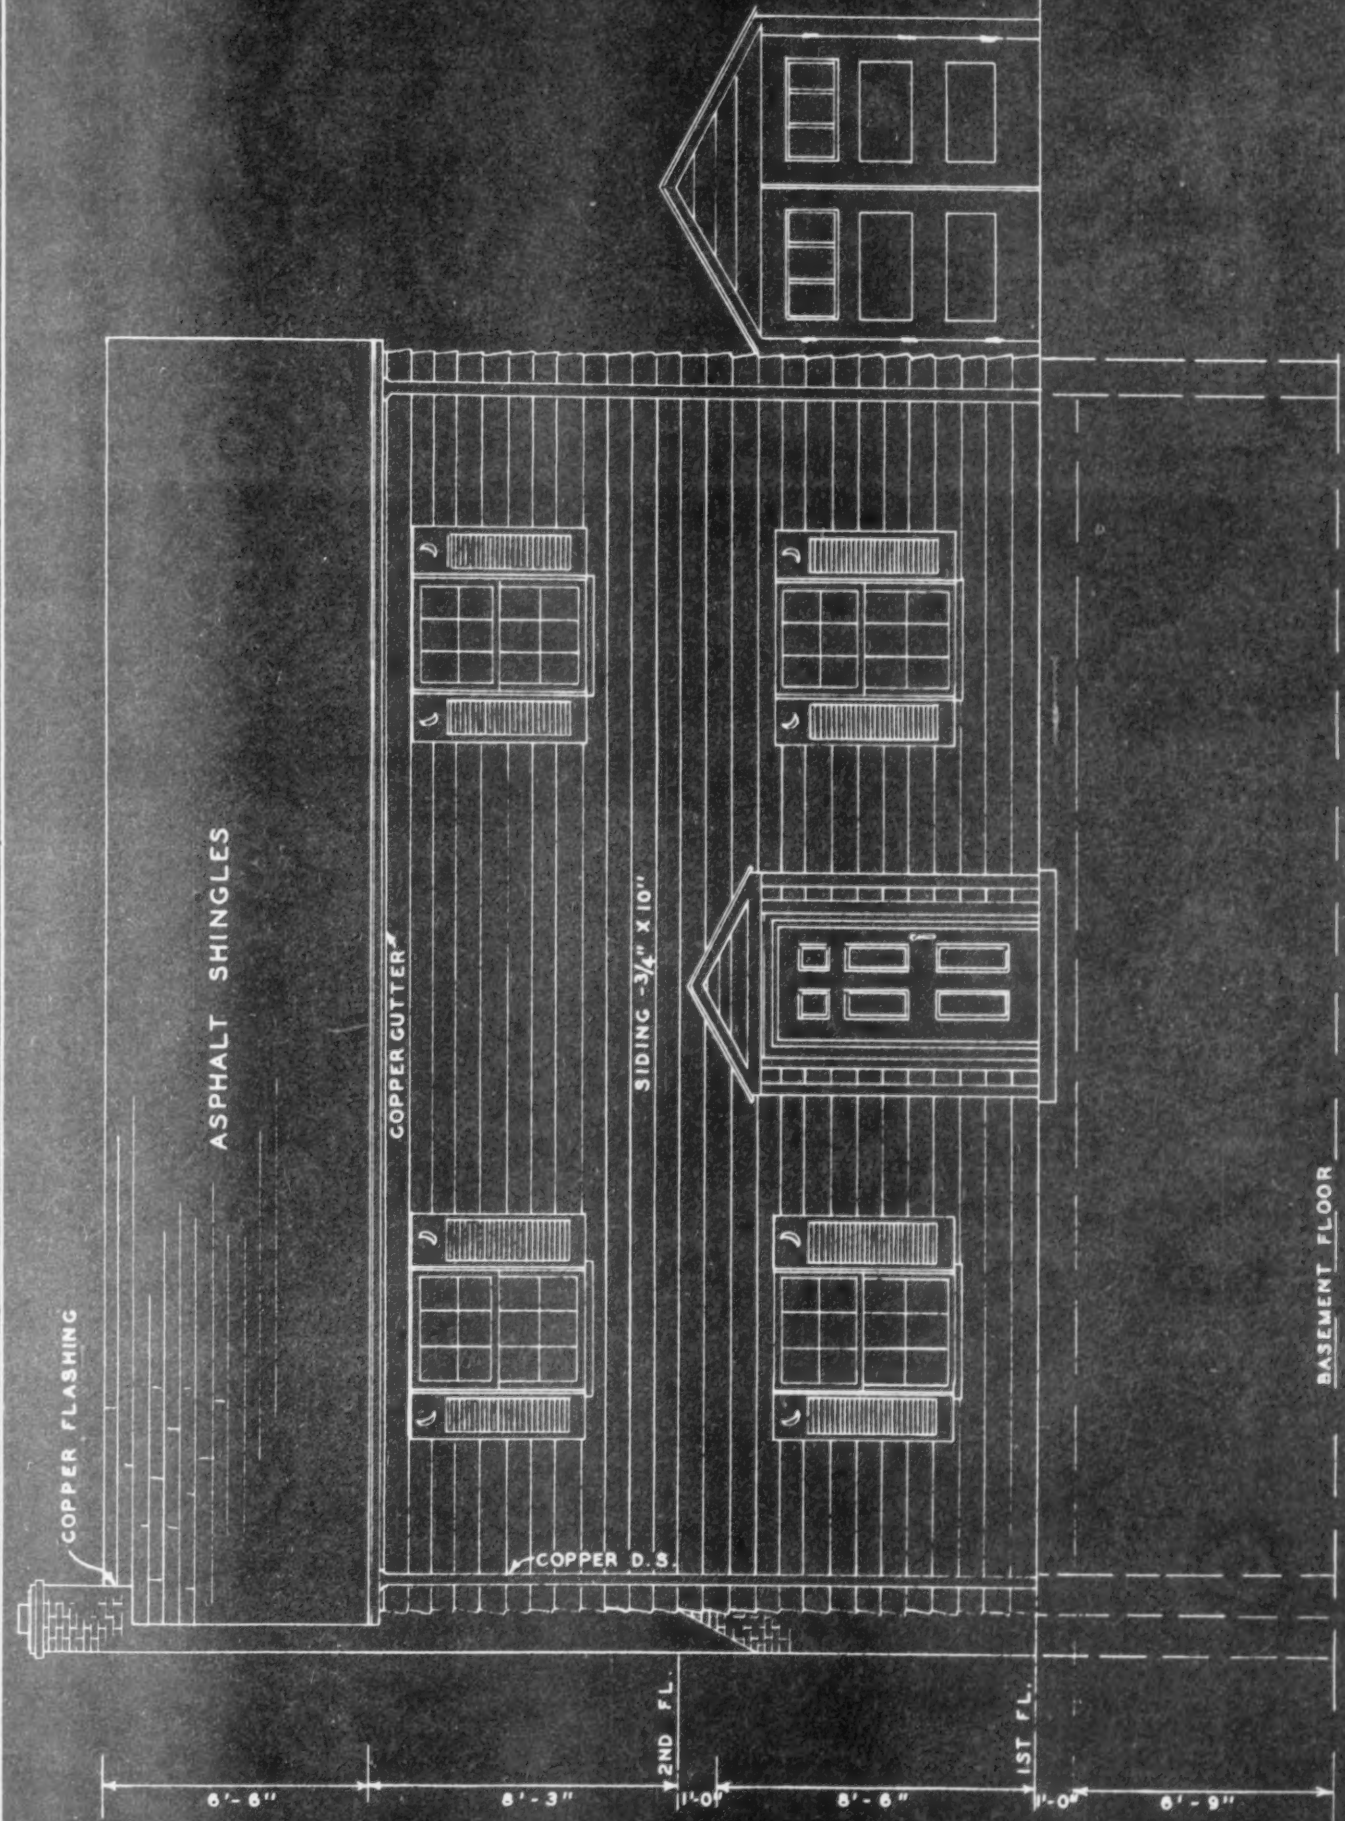 COPPER FLASHING
ASPHALT SHINGLES
COPPER GUTTER
COPPER D.S.
SIDING -3/4" X 10"
2ND FL.
1ST FL.
BASEMENT FLOOR
6'-6"
8'-3"
1'-0"
8'-6"
1'-0"
6'-9"